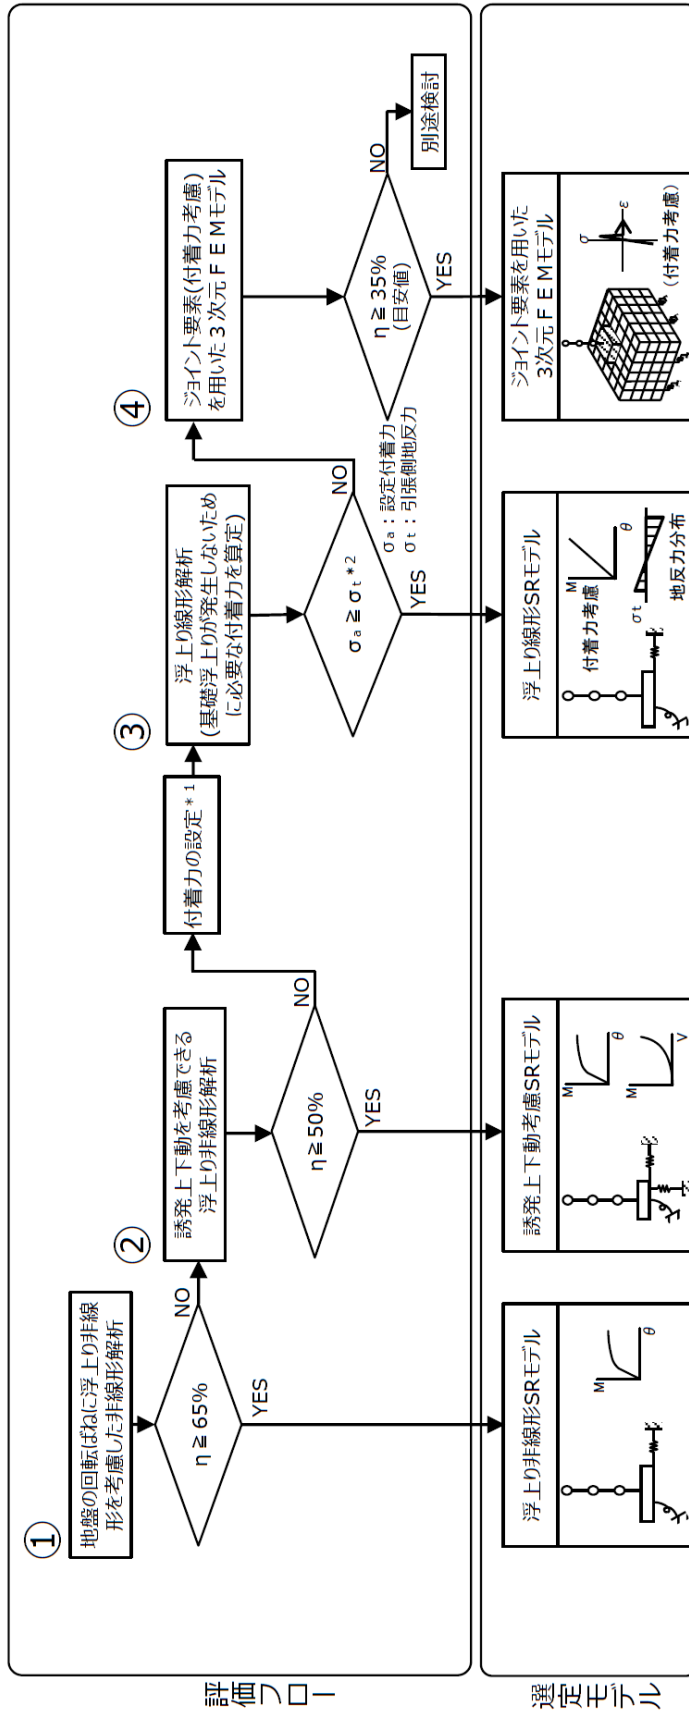 評価フロー
①
地盤の回転ばねに浮上り非線
形を考慮した非線形解析
η≧65%
NO
YES
②
誘発上下動を考慮できる
浮上り非線形解析
η≧50%
NO
YES
付着力の設定*1
③
浮上り線形解析
(基礎浮上りが発生しないため
に必要な付着力を算定)
σa≧σt*2
NO
YES
σa：設定付着力
σt：引張側地反力
④
ジョイント要素(付着力考慮)
を用いた3次元FEMモデル
η≧35%
(目安値)
NO
YES
別途検討
選定モデル
浮上り非線形SRモデル
M
θ
誘発上下動考慮SRモデル
M
θ
M
V
浮上り線形SRモデル
M
θ
付着力考慮
σt
地反力分布
ジョイント要素を用いた
3次元FEMモデル
σ
ε
(付着力考慮)